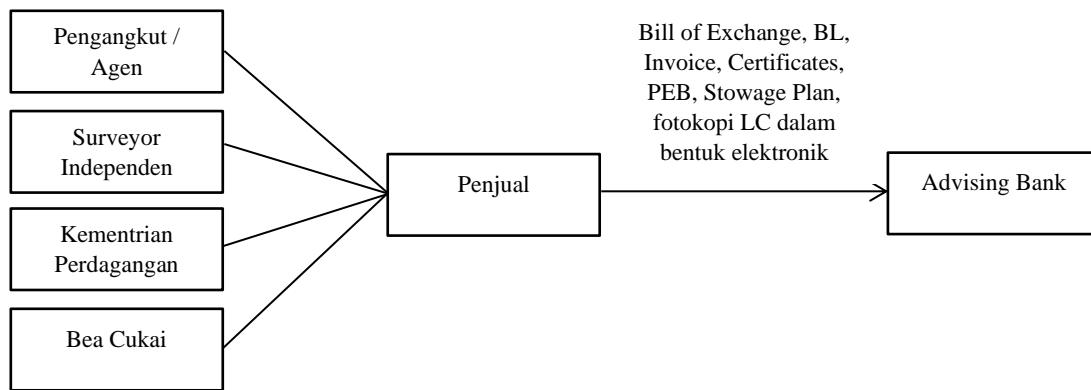 Pengangkut /
Agen
Surveyor
Independen
Kementrian
Perdagangan
Bea Cukai
Penjual
Bill of Exchange, BL,
Invoice, Certificates,
PEB, Stowage Plan,
fotokopi LC dalam
bentuk elektronik
Advising Bank